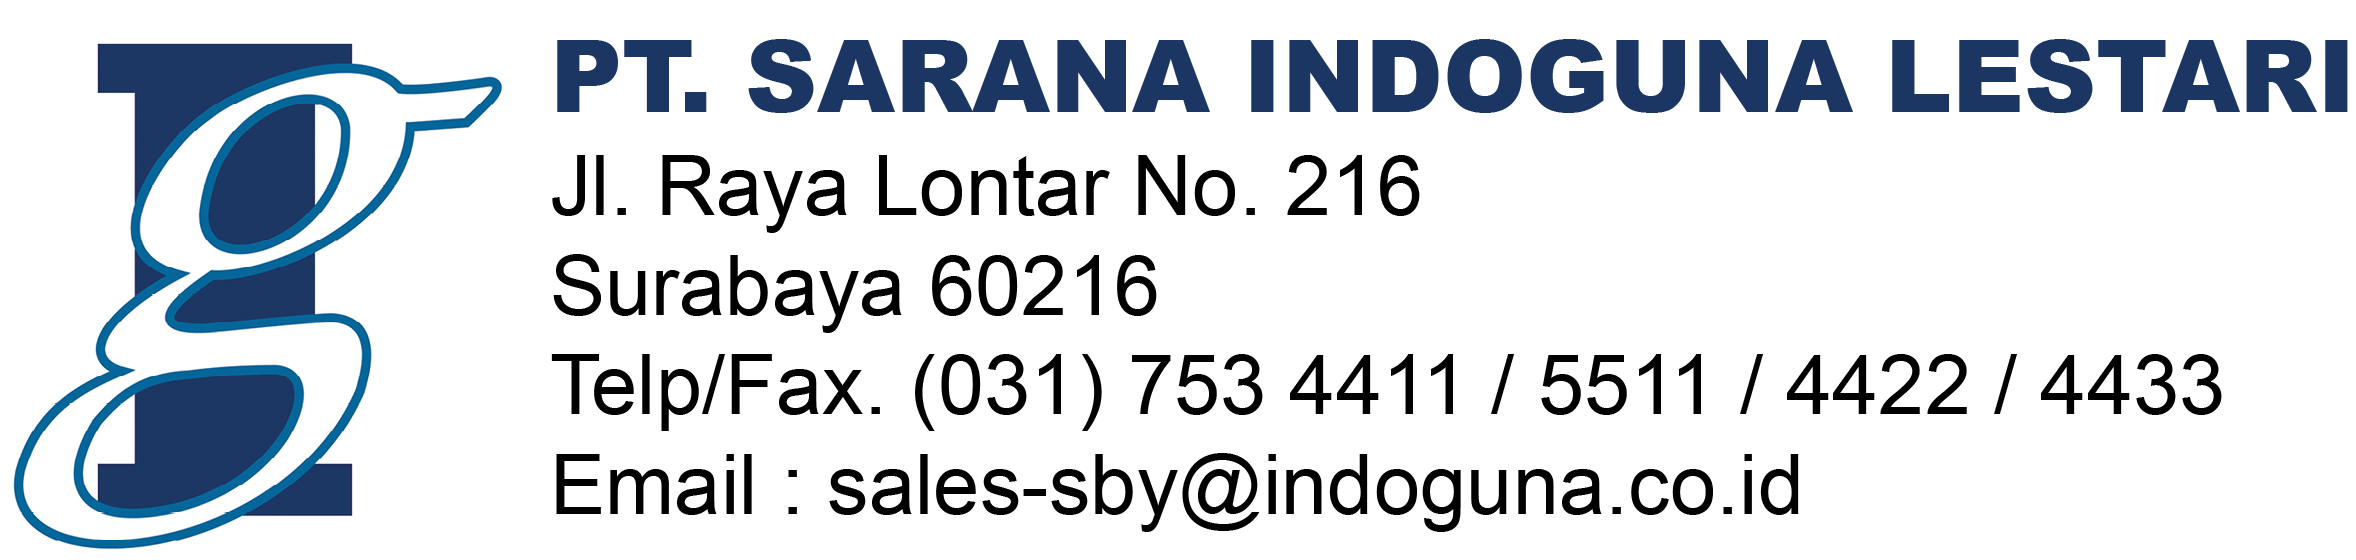 Ig
PT. SARANA INDOGUNA LESTARI
Jl. Raya Lontar No. 216
Surabaya 60216
Telp/Fax. (031) 753 4411 / 5511 / 4422 / 4433
Email : sales-sby@indoguna.co.id